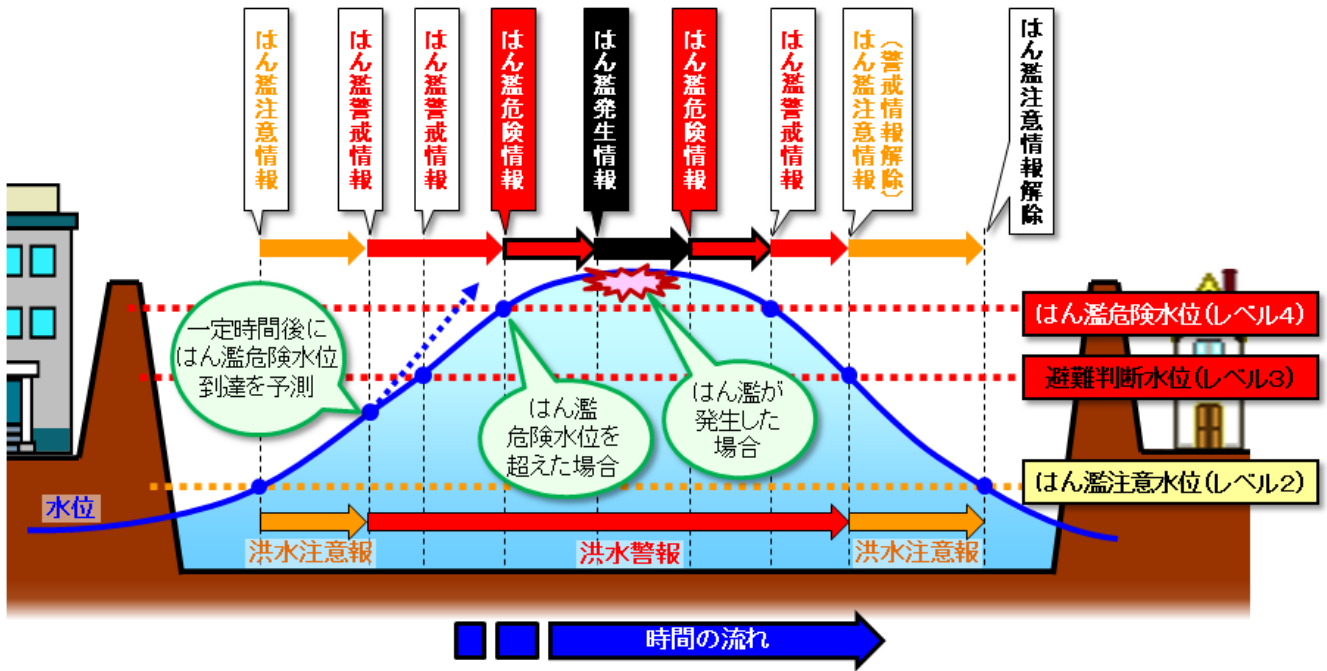 はん濫注意情報
はん濫警戒情報
はん濫警戒情報
はん濫危険情報
はん濫発生情報
はん濫危険情報
はん濫警戒情報
(警戒情報解除)
はん濫注意情報
はん濫注意情報解除
一定時間後に
はん濫危険水位
到達を予測
はん濫
危険水位を
超えた場合
はん濫が
発生した
場合
はん濫危険水位(レベル4)
避難判断水位(レベル3)
はん濫注意水位(レベル2)
水位
洪水注意報
洪水警報
洪水注意報
時間の流れ